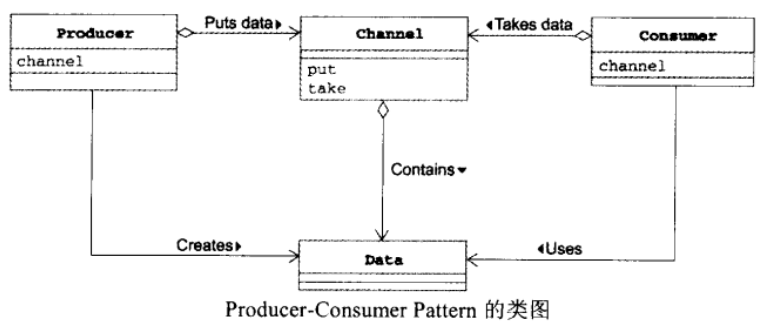 Producer
channel
Puts data▶
Channel
put
take
◀Takes data
Consumer
channel
Contains▼
Creates▶
Data
◀Uses
Producer-Consumer Pattern 的类图